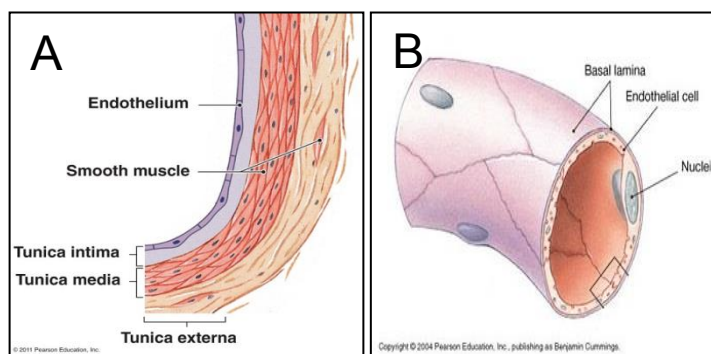 A
Endothelium
Smooth muscle
Tunica intima
Tunica media
Tunica externa
© 2011 Pearson Education, Inc.
B
Basal lamina
Endothelial cell
Nuclei
Copyright © 2004 Pearson Education, Inc., publishing as Benjamin Cummings.